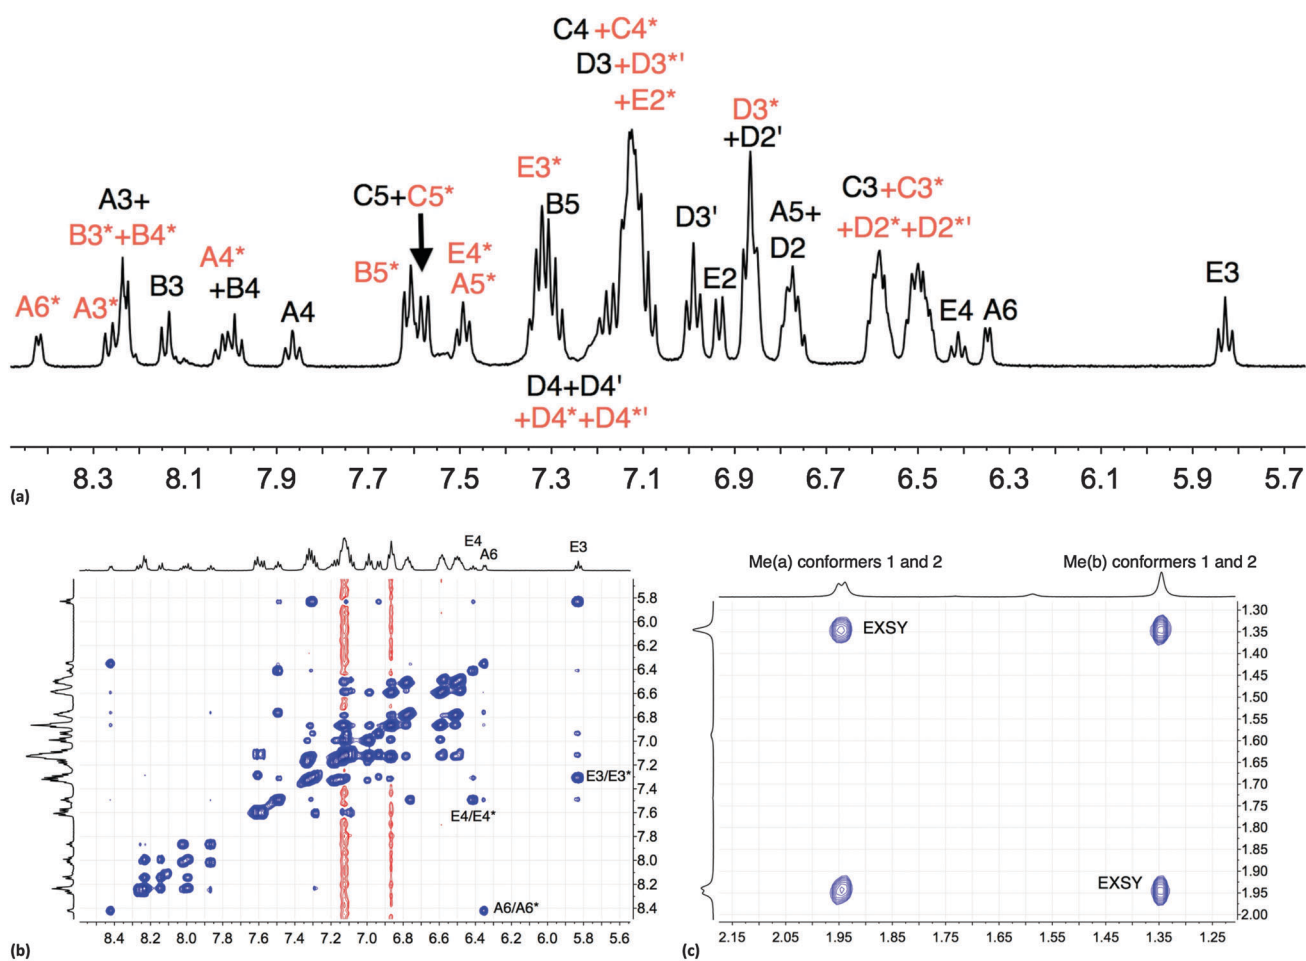 C4 +C4*
D3+D3*'
+E2*
D3*
+D2'
E3*
C3 +C3*
+D2*+D2*'
A3+
B3*+B4*
C5+C5*
A4*
+B4
B5
D3'
A5+
D2
E4*
A5*
B5*
A6*
A3*
B3
A4
E2
E4
A6
E3
D4+D4'
+D4*+D4*'
8.3 8.1 7.9 7.7 7.5 7.3 7.1 6.9 6.7 6.5 6.3 6.1 5.9 5.7
(a)
E4
A6
E3
5.8
6.0
6.2
6.4
6.6
6.8
7.0
7.2
E3/E3*
7.4
E4/E4*
7.6
7.8
8.0
8.2
A6/A6*
8.4
8.4 8.2 8.0 7.8 7.6 7.4 7.2 7.0 6.8 6.6 6.4 6.2 6.0 5.8 5.6
(b)
Me(a) conformers 1 and 2
Me(b) conformers 1 and 2
1.30
EXSY
1.35
1.40
1.45
1.50
1.55
1.60
1.65
1.70
1.75
1.80
1.85
1.90
EXSY
1.95
2.00
2.15 2.05 1.95 1.85 1.75 1.65 1.55 1.45 1.35 1.25
(c)